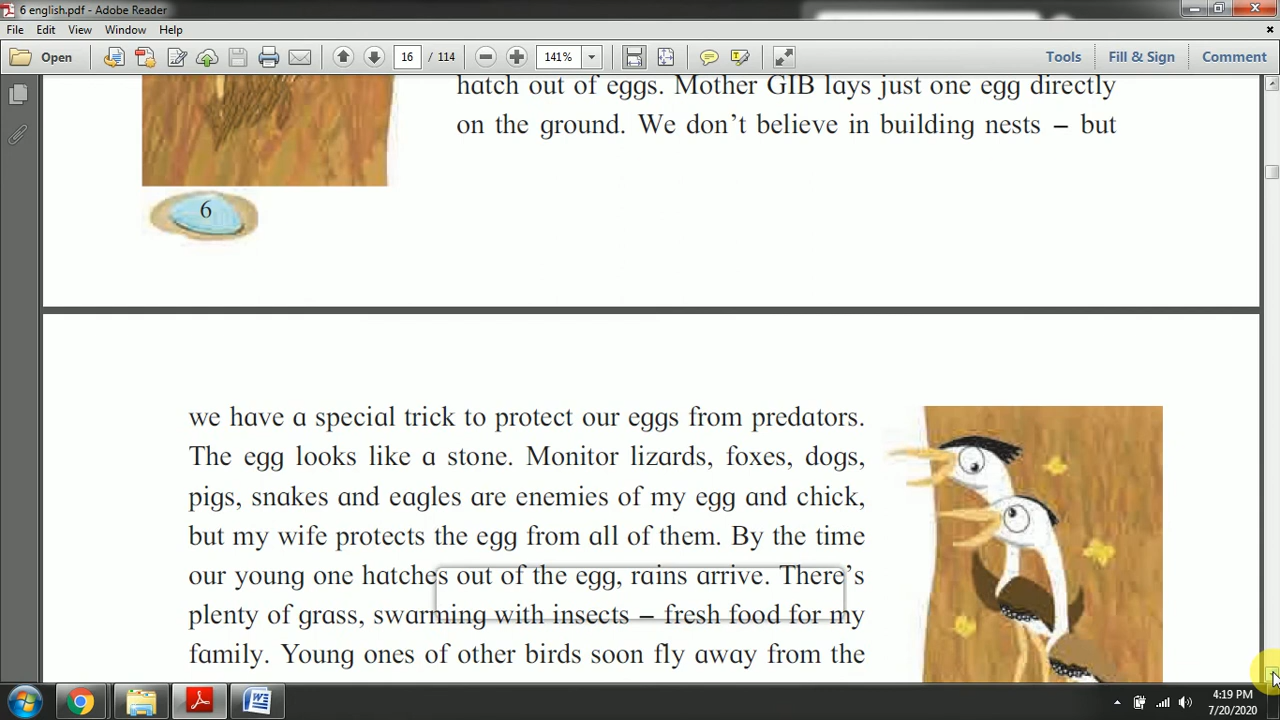 6 english.pdf - Adobe Reader
File Edit View Window Help
Open 16 / 114 141% Tools Fill & Sign Comment
hatch out of eggs. Mother GIB lays just one egg directly
on the ground. We don't believe in building nests – but
6
we have a special trick to protect our eggs from predators.
The egg looks like a stone. Monitor lizards, foxes, dogs,
pigs, snakes and eagles are enemies of my egg and chick,
but my wife protects the egg from all of them. By the time
our young one hatches out of the egg, rains arrive. There's
plenty of grass, swarming with insects – fresh food for my
family. Young ones of other birds soon fly away from the
4:19 PM
7/20/2020